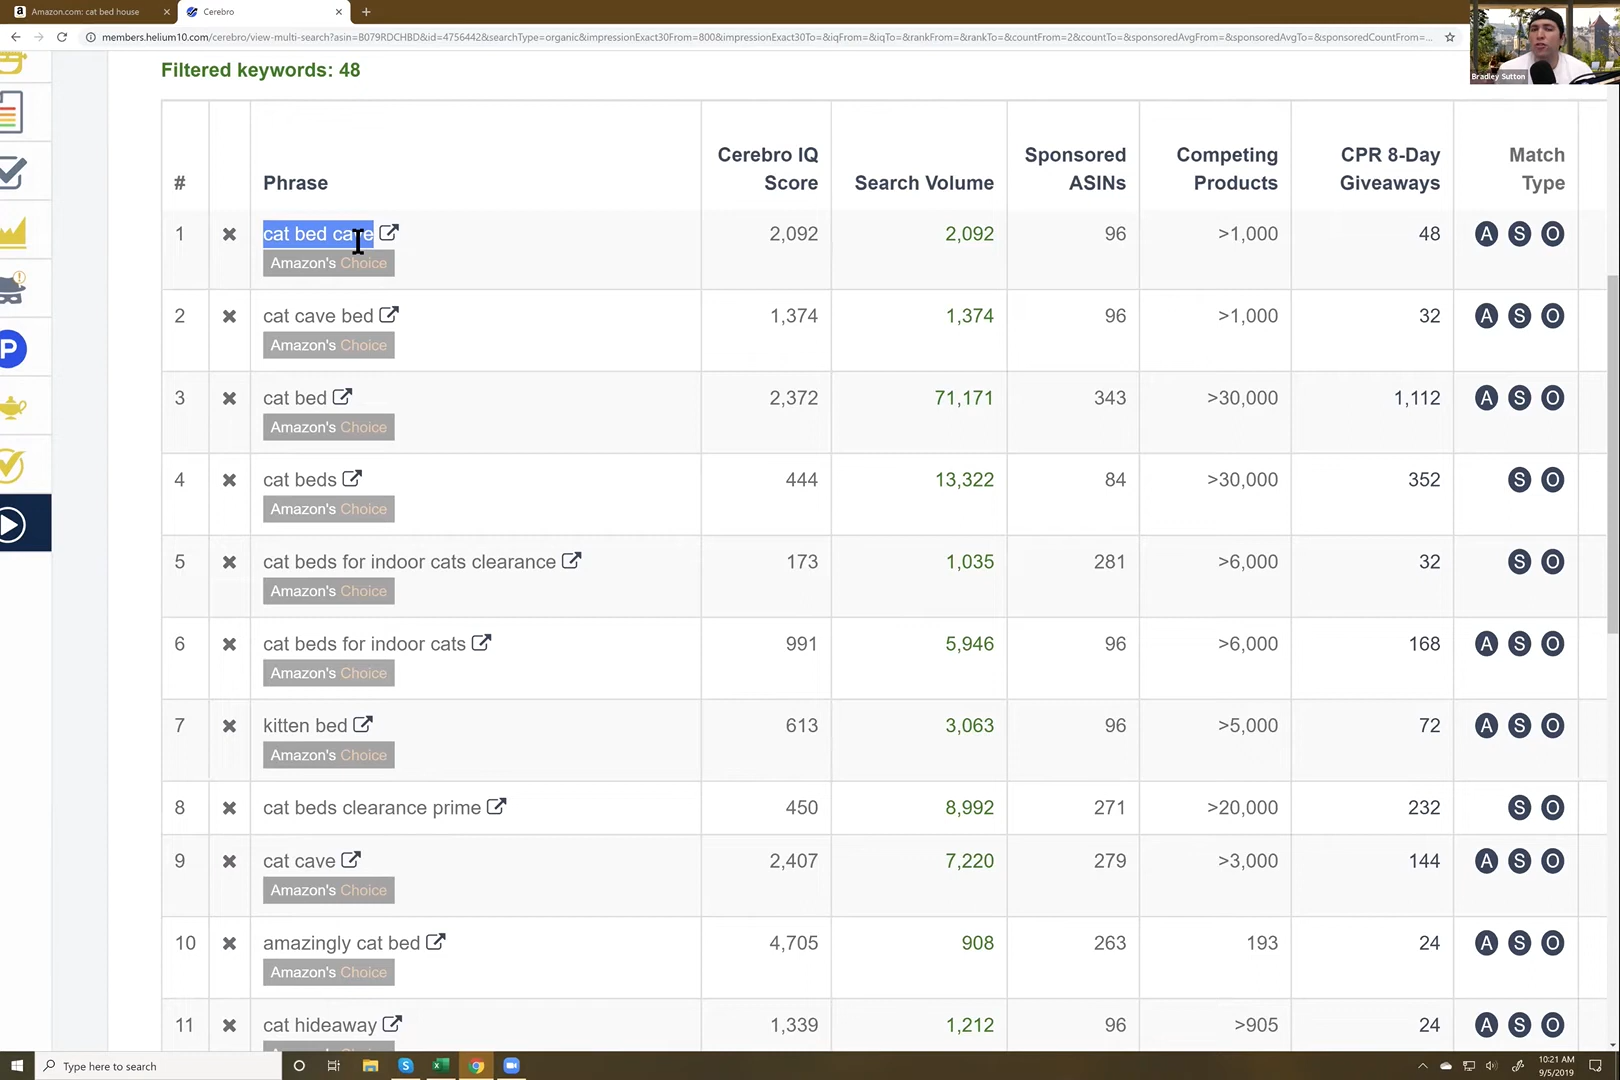 Amazon.com: cat bed house
Cerebro
members.helium10.com/cerebro/view-multi-search?asin=B079RDCHBD&id=4756442&searchType=organic&impressionExact30From=800&impressionExact30To=&iqFrom=&iqTo=&rankFrom=&rankTo=&countFrom=2&countTo=&sponsoredAvgFrom=&sponsoredAvgTo=&sponsoredCountFrom=...
Bradley Sutton
Filtered keywords: 48
# Phrase Cerebro IQ Score Search Volume Sponsored ASINs Competing Products CPR 8-Day Giveaways Match Type
1 cat bed cave 2,092 2,092 96 >1,000 48 A S O
Amazon's Choice
2 cat cave bed 1,374 1,374 96 >1,000 32 A S O
Amazon's Choice
3 cat bed 2,372 71,171 343 >30,000 1,112 A S O
Amazon's Choice
4 cat beds 444 13,322 84 >30,000 352 S O
Amazon's Choice
5 cat beds for indoor cats clearance 173 1,035 281 >6,000 32 S O
Amazon's Choice
6 cat beds for indoor cats 991 5,946 96 >6,000 168 A S O
Amazon's Choice
7 kitten bed 613 3,063 96 >5,000 72 A S O
Amazon's Choice
8 cat beds clearance prime 450 8,992 271 >20,000 232 S O
9 cat cave 2,407 7,220 279 >3,000 144 A S O
Amazon's Choice
10 amazingly cat bed 4,705 908 263 193 24 A S O
Amazon's Choice
11 cat hideaway 1,339 1,212 96 >905 24 A S O
P
Type here to search
10:21 AM
9/5/2019